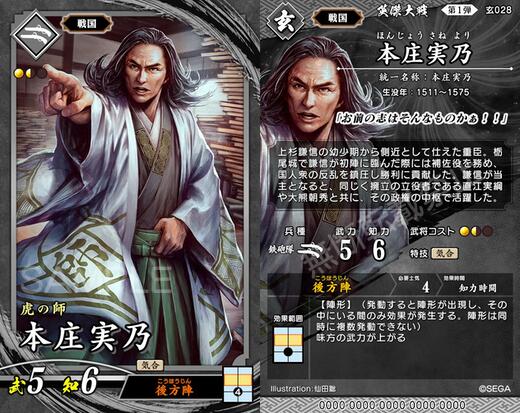 戦国
師
虎の師
本庄実乃
気合
武5
知6
こうほうじん
後方陣
4
玄
戦国
英傑大戦
第1弾
玄028
ほんじょう さね より
本庄実乃
統一名称：本庄実乃
生没年：1511～1575
「お前の志はそんなものかぁ！！」
上杉謙信の幼少期から側近として仕えた重臣。栃
尾城で謙信が初陣に臨んだ際には補佐役を務め、
国人衆の反乱を鎮圧し勝利に貢献した。謙信が当
主となると、同じく擁立の立役者である直江実綱
や大熊朝秀と共に、その政権の中枢で活躍した。
兵種
武力
知力
武将コスト
鉄砲隊
5
6
特技
気合
こうほうじん
後方陣
必要士気
4
効果時間
知力時間
効果範囲
【陣形】（発動すると陣形が出現し、その
中にいる間のみ効果が発生する。陣形は同
時に複数発動できない）
味方の武力が上がる
Illustration:仙田聡
©SEGA
0000-0000-0000-0000-0000